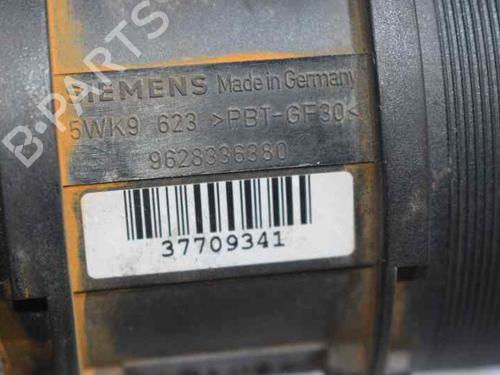 B-PARTS
SIEMENS Made in Germany
5WK9 623 >PBT-GF30<
9628336380
37709341